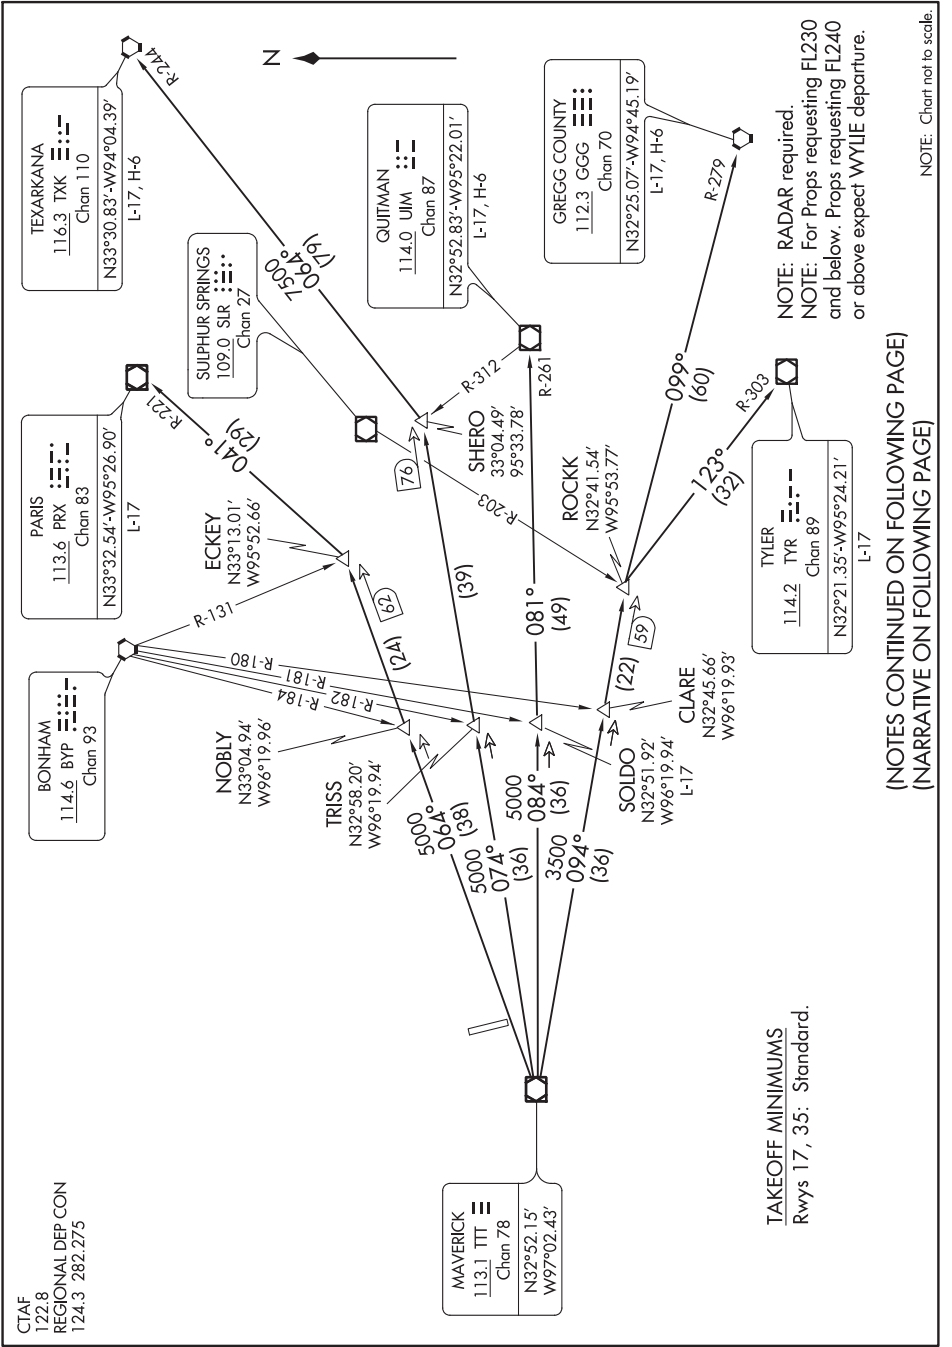 CTAF
122.8
REGIONAL DEP CON
124.3 282.275
BONHAM
114.6 BYP
Chan 93
PARIS
113.6 PRX
Chan 83
N33°32.54'-W95°26.90'
L-17
TEXARKANA
116.3 TXK
Chan 110
N33°30.83'-W94°04.39'
L-17, H-6
R-244
R-221
041°
(29)
SULPHUR SPRINGS
109.0 SLR
Chan 27
7500
064°
(79)
N
ECKEY
N33°13.01'
W95°52.66'
R-131
R-180
R-181
R-182
R-184
NOBLY
N33°04.94'
W96°19.96'
(24)
62
TRISS
N32°58.20'
W96°19.94'
5000
064°
(38)
QUITMAN
114.0 UIM
Chan 87
N32°52.83'-W95°22.01'
L-17, H-6
76
R-312
SHERO
33°04.49'
95°33.78'
R-203
(39)
5000
074°
(36)
5000
084°
(36)
081°
(49)
R-261
3500
094°
(36)
SOLDO
N32°51.92'
W96°19.94'
L-17
CLARE
N32°45.66'
W96°19.93'
(22)
59
ROCKK
N32°41.54'
W95°53.77'
GREGG COUNTY
112.3 GGG
Chan 70
N32°25.07'-W94°45.19'
L-17, H-6
R-279
099°
(60)
123°
(32)
R-303
TYLER
114.2 TYR
Chan 89
N32°21.35'-W95°24.21'
L-17
MAVERICK
113.1 TTT
Chan 78
N32°52.15'
W97°02.43'
TAKEOFF MINIMUMS
Rwys 17, 35: Standard.
NOTE: RADAR required.
NOTE: For Props requesting FL230
and below. Props requesting FL240
or above expect WYLIE departure.
(NOTES CONTINUED ON FOLLOWING PAGE)
(NARRATIVE ON FOLLOWING PAGE)
NOTE: Chart not to scale.